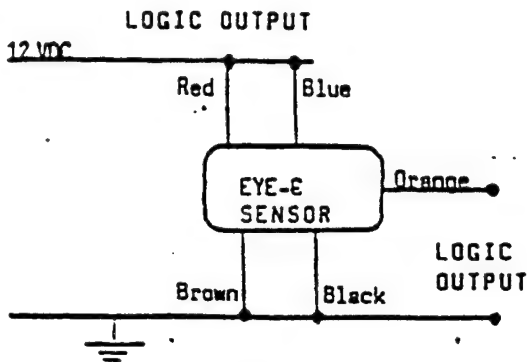 LOGIC OUTPUT
12 VDC
Red
Blue
EYE-E
SENSOR
Orange
LOGIC
OUTPUT
Brown
Black